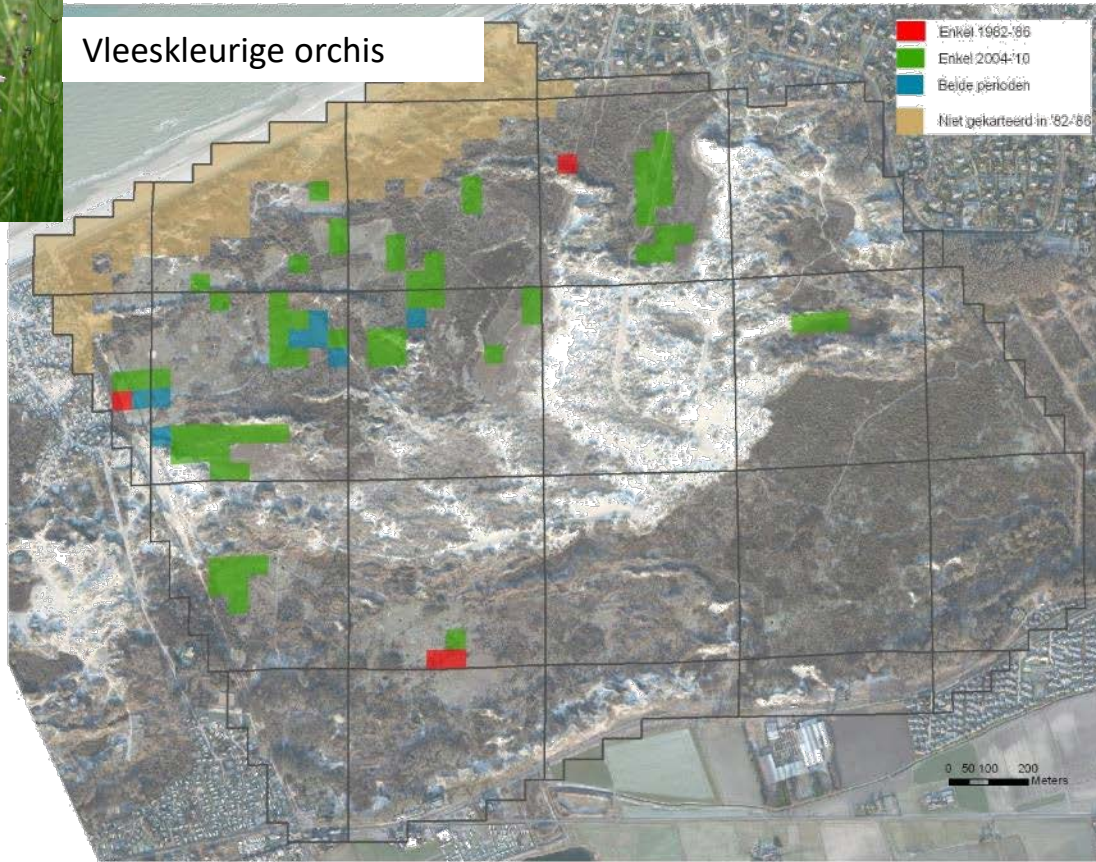 Vleeskleurige orchis
Enkel 1982-'86
Enkel 2004-'10
Beide perioden
Niet gekarteerd in '82-'86
0 50 100 200
Meters